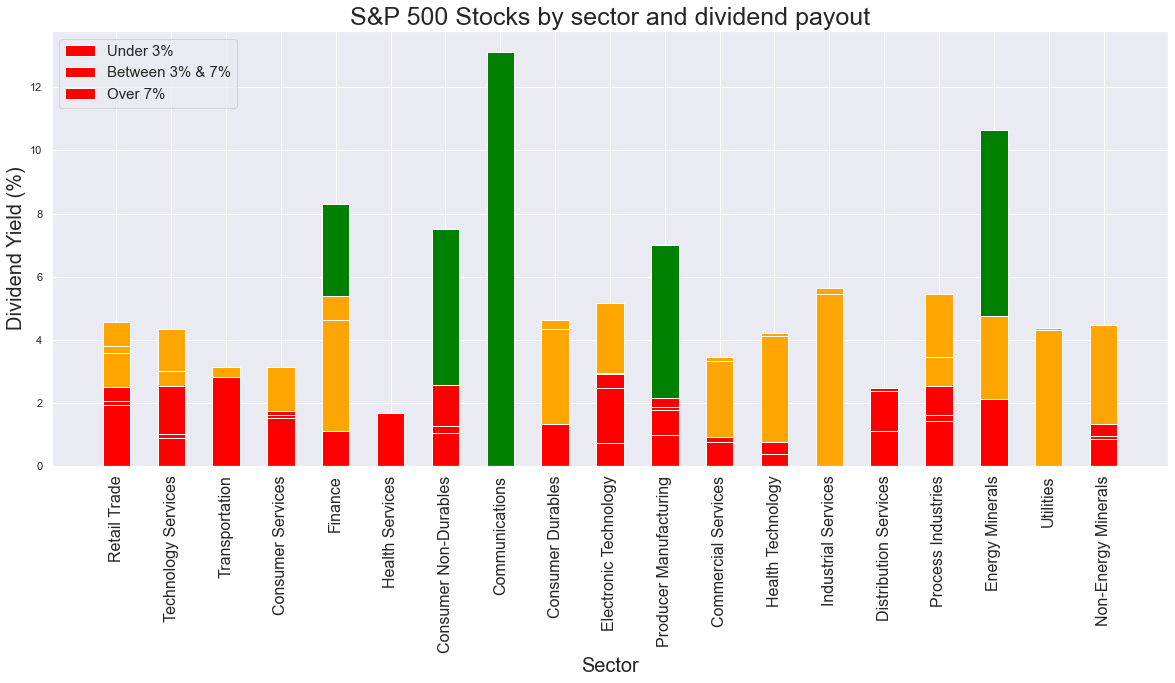 S&P 500 Stocks by sector and dividend payout
Under 3%
Between 3% & 7%
Over 7%
Dividend Yield (%)
12
10
8
6
4
2
0
Retail Trade
Technology Services
Transportation
Consumer Services
Finance
Health Services
Consumer Non-Durables
Communications
Consumer Durables
Electronic Technology
Producer Manufacturing
Commercial Services
Health Technology
Industrial Services
Distribution Services
Process Industries
Energy Minerals
Utilities
Non-Energy Minerals
Sector